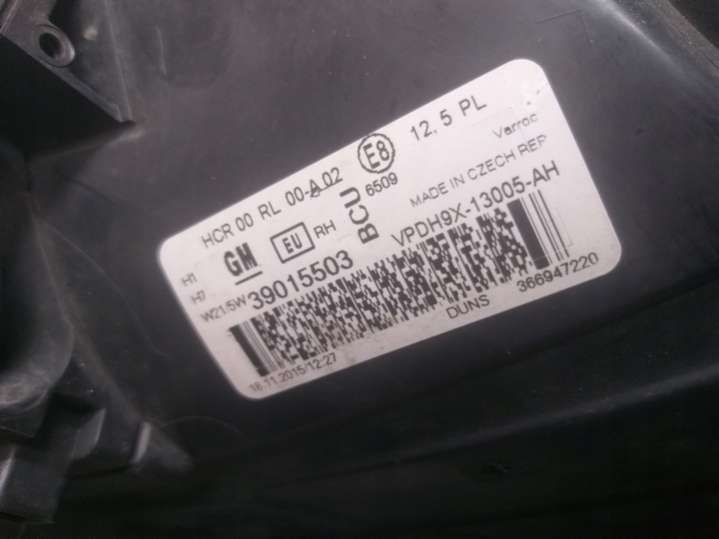 HCR 00 RL 00-A 02
E8
12, 5 PL
6509
Varroc
MADE IN CZECH REP
H1
H7
W21/5W
GM
EU
RH
BCU
39015503
VPDH9X-13005-AH
DUNS
366947220
16.11.2015/12:27